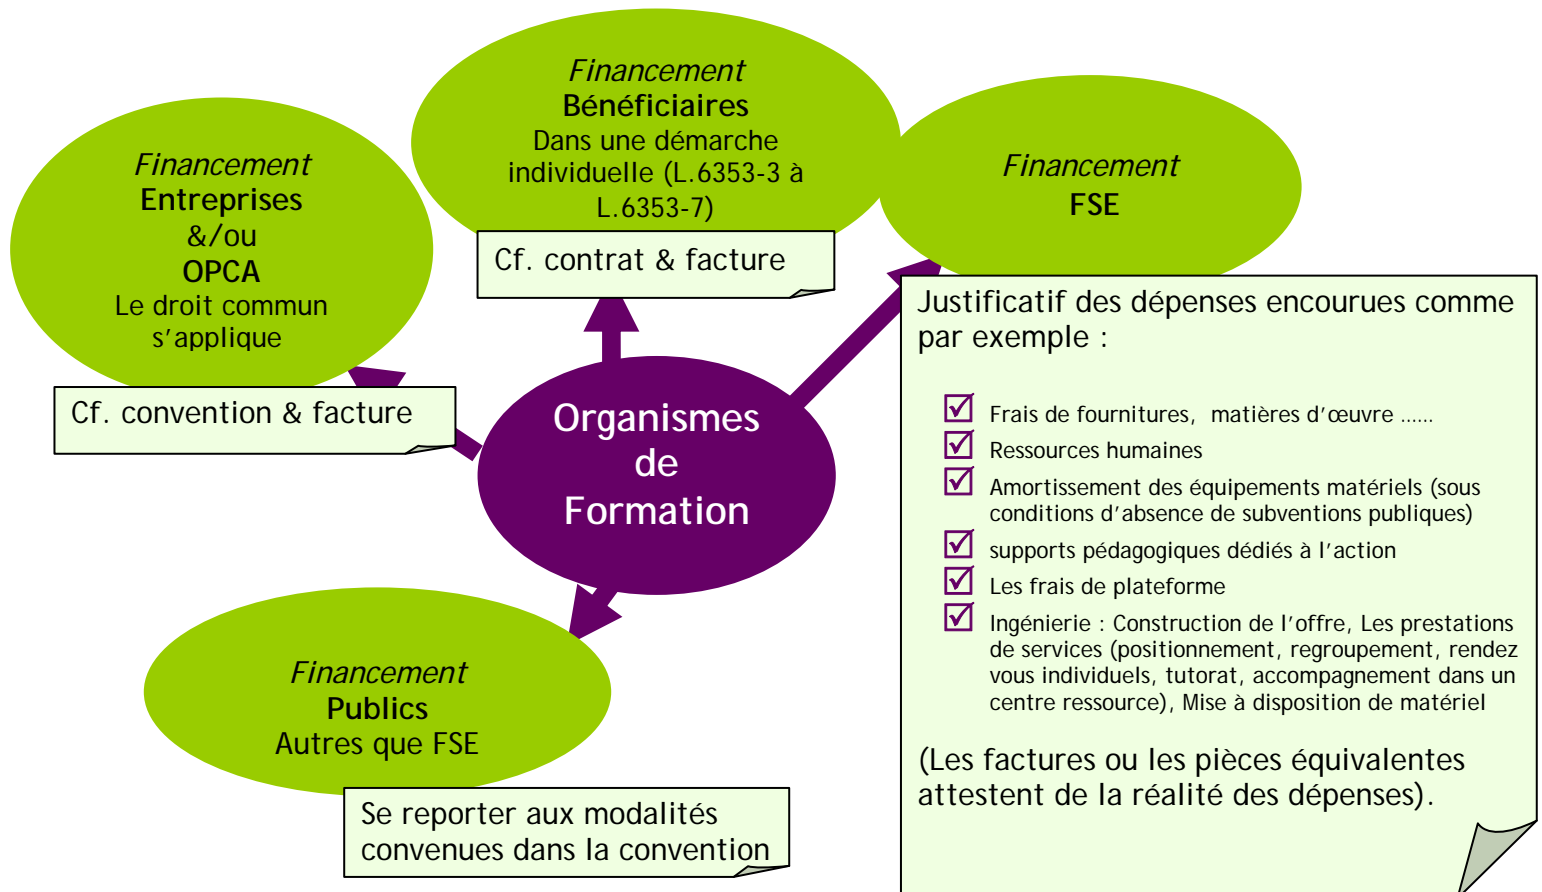 Financement
Bénéficiaires
Dans une démarche
individuelle (L.6353-3 à
L.6353-7)
Cf. contrat & facture
Financement
Entreprises
&/ou
OPCA
Le droit commun
s’applique
Cf. convention & facture
Financement
FSE
Justificatif des dépenses encourues comme
par exemple :
Frais de fournitures, matières d’œuvre ......
Ressources humaines
Amortissement des équipements matériels (sous
conditions d’absence de subventions publiques)
supports pédagogiques dédiés à l’action
Les frais de plateforme
Ingénierie : Construction de l’offre, Les prestations
de services (positionnement, regroupement, rendez
vous individuels, tutorat, accompagnement dans un
centre ressource), Mise à disposition de matériel
(Les factures ou les pièces équivalentes
attestent de la réalité des dépenses).
Organismes
de
Formation
Financement
Publics
Autres que FSE
Se reporter aux modalités
convenues dans la convention